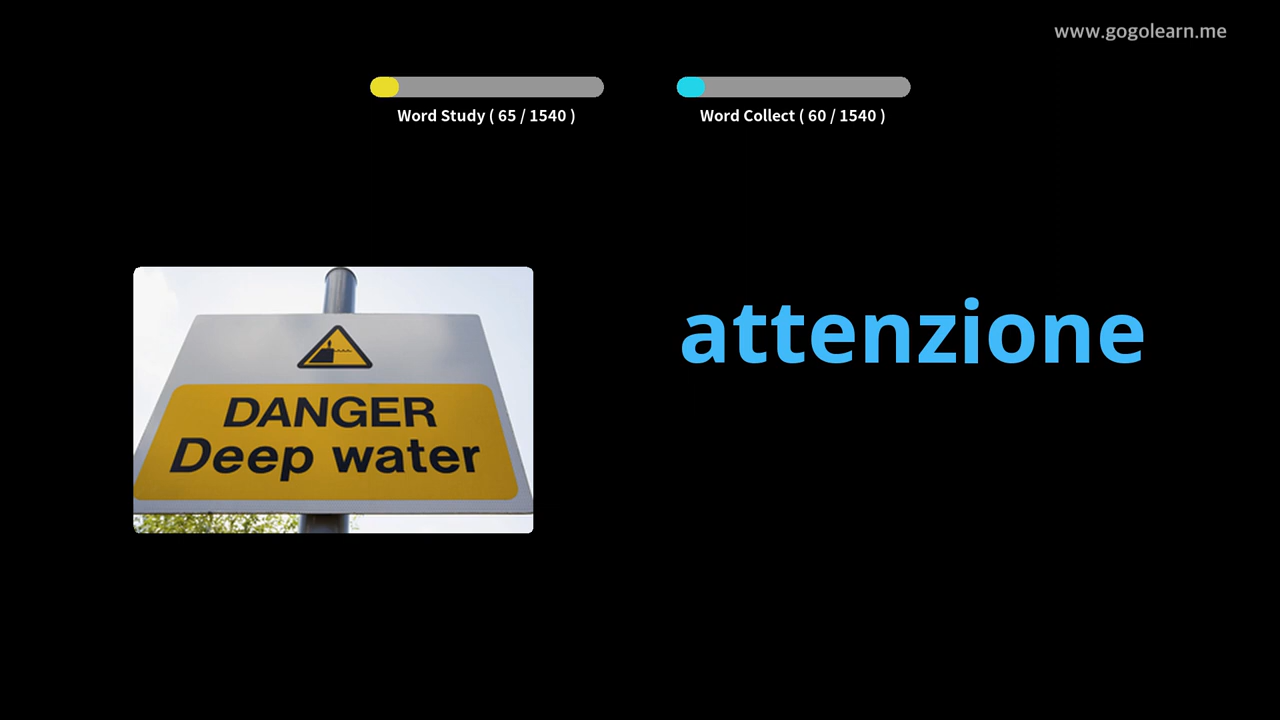 www.gogolearn.me
Word Study ( 65 / 1540 )
Word Collect ( 60 / 1540 )
DANGER
Deep water
attenzione